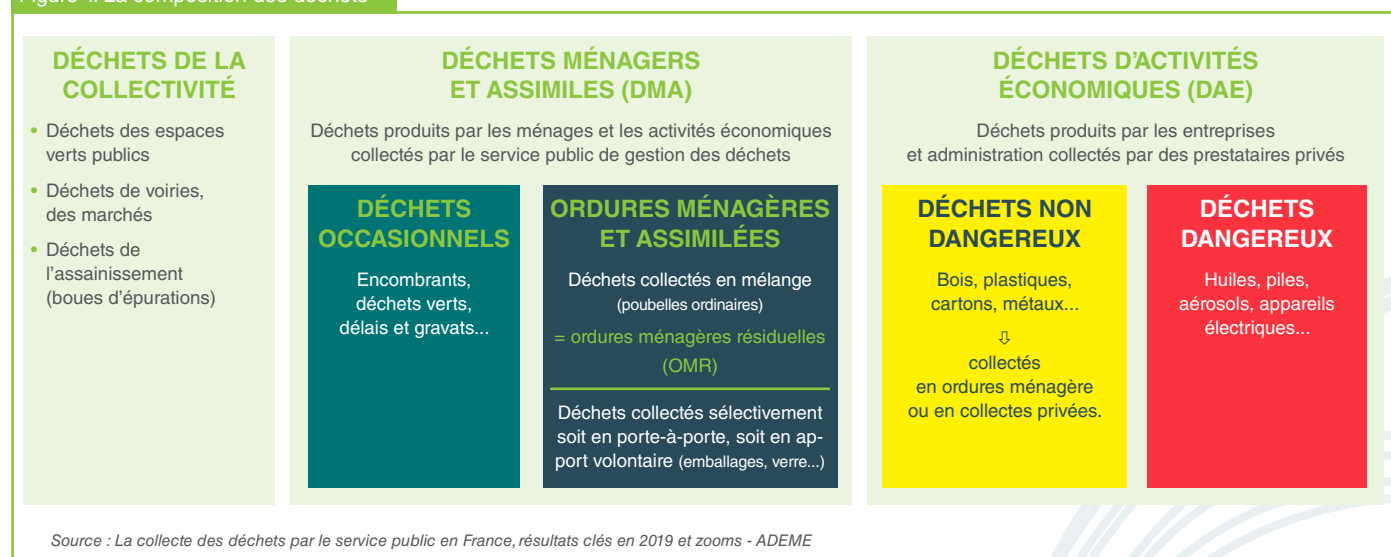 Figure 4. La composition des déchets
DÉCHETS DE LA
COLLECTIVITÉ
• Déchets des espaces
verts publics
• Déchets de voiries,
des marchés
• Déchets de
l’assainissement
(boues d’épurations)
DÉCHETS MÉNAGERS
ET ASSIMILES (DMA)
Déchets produits par les ménages et les activités économiques
collectés par le service public de gestion des déchets
DÉCHETS
OCCASIONNELS
Encombrants,
déchets verts,
délais et gravats...
ORDURES MÉNAGÈRES
ET ASSIMILÉES
Déchets collectés en mélange
(poubelles ordinaires)
= ordures ménagères résiduelles
(OMR)
Déchets collectés sélectivement
soit en porte-à-porte, soit en ap-
port volontaire (emballages, verre...)
DÉCHETS D’ACTIVITÉS
ÉCONOMIQUES (DAE)
Déchets produits par les entreprises
et administration collectés par des prestataires privés
DÉCHETS NON
DANGEREUX
Bois, plastiques,
cartons, métaux...
⇩
collectés
en ordures ménagère
ou en collectes privées.
DÉCHETS
DANGEREUX
Huiles, piles,
aérosols, appareils
électriques...
Source : La collecte des déchets par le service public en France, résultats clés en 2019 et zooms - ADEME